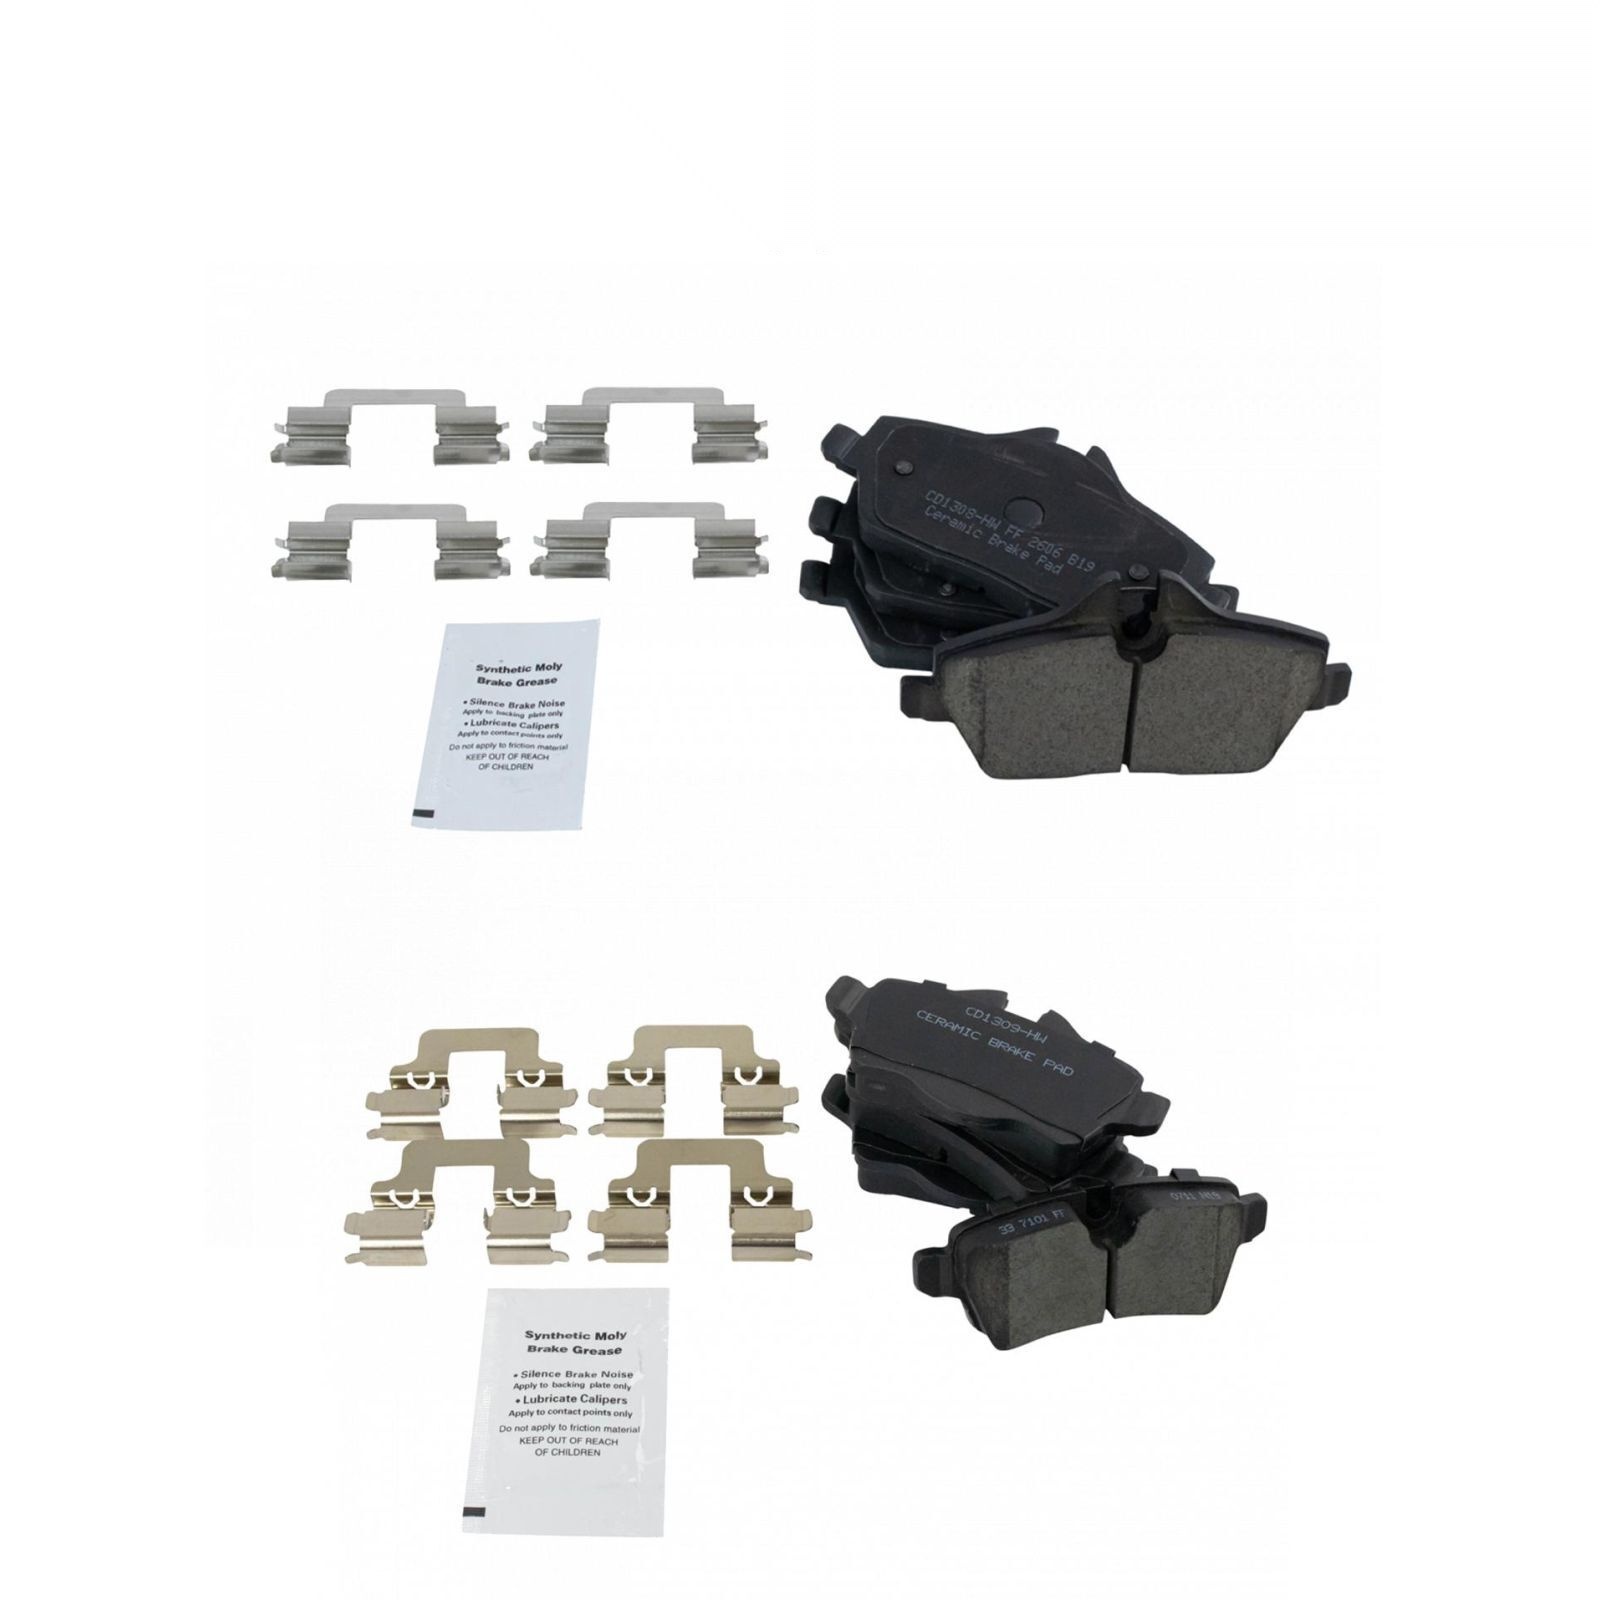 CD1308-HW FF 2606 B19
Ceramic Brake Pad
Synthetic Moly
Brake Grease
• Silence Brake Noise
Apply to backing plate only
• Lubricate Calipers
Apply to contact points only
Do not apply to friction material
KEEP OUT OF REACH
OF CHILDREN
CD1309-HW
CERAMIC BRAKE PAD
33 7101 FF
0711 N19
Synthetic Moly
Brake Grease
• Silence Brake Noise
Apply to backing plate only
• Lubricate Calipers
Apply to contact points only
Do not apply to friction material
KEEP OUT OF REACH
OF CHILDREN